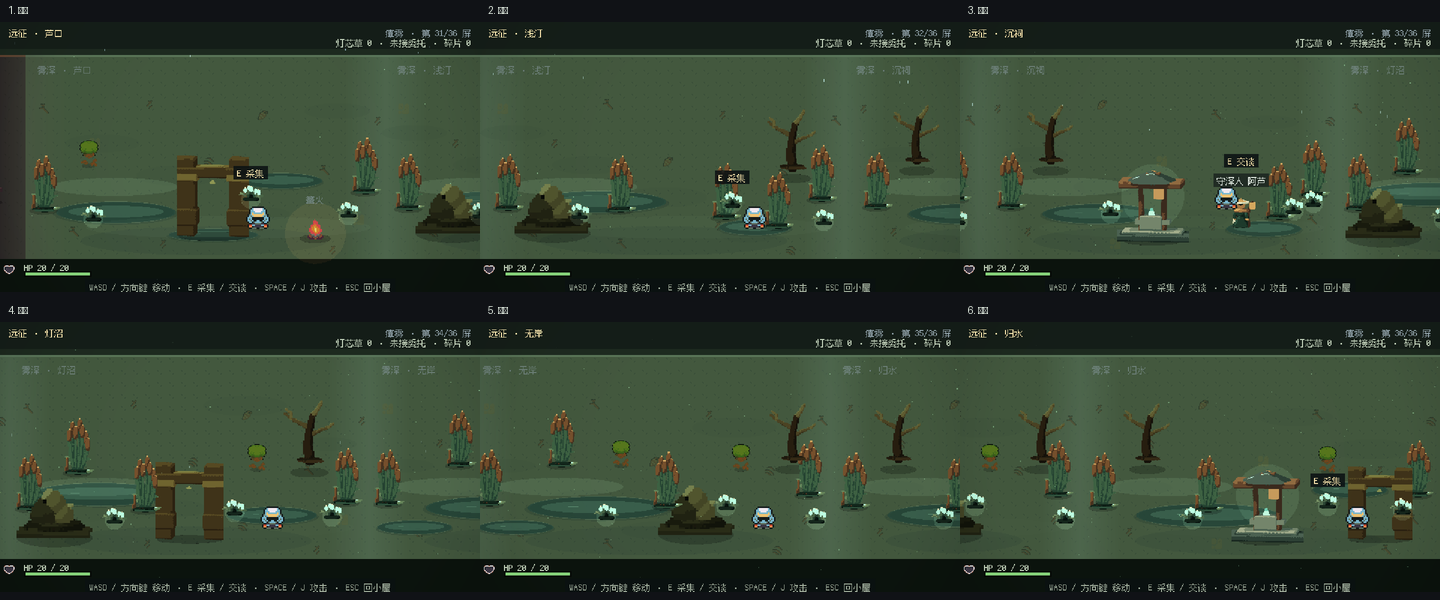 1.
远征 · 芦口
第 31/36 屏
灯芯草 0 · 未接委托 · 碎片 0
雾泽 · 芦口
雾泽 · 浅汀
E 采集
篝火
HP 20 / 20
WASD / 方向键 移动 · E 采集 / 交谈 · SPACE / J 攻击 · ESC 回小屋
2.
远征 · 浅汀
第 32/36 屏
灯芯草 0 · 未接委托 · 碎片 0
雾泽 · 浅汀
雾泽 · 沉祠
E 采集
HP 20 / 20
WASD / 方向键 移动 · E 采集 / 交谈 · SPACE / J 攻击 · ESC 回小屋
3.
远征 · 沉祠
第 33/36 屏
灯芯草 0 · 未接委托 · 碎片 0
雾泽 · 沉祠
雾泽 · 灯沼
E 交谈
守泽人 阿芦
HP 20 / 20
WASD / 方向键 移动 · E 采集 / 交谈 · SPACE / J 攻击 · ESC 回小屋
4.
远征 · 灯沼
第 34/36 屏
灯芯草 0 · 未接委托 · 碎片 0
雾泽 · 灯沼
雾泽 · 无岸
HP 20 / 20
WASD / 方向键 移动 · E 采集 / 交谈 · SPACE / J 攻击 · ESC 回小屋
5.
远征 · 无岸
第 35/36 屏
灯芯草 0 · 未接委托 · 碎片 0
雾泽 · 无岸
雾泽 · 归水
HP 20 / 20
WASD / 方向键 移动 · E 采集 / 交谈 · SPACE / J 攻击 · ESC 回小屋
6.
远征 · 归水
第 36/36 屏
灯芯草 0 · 未接委托 · 碎片 0
雾泽 · 归水
E 采集
HP 20 / 20
WASD / 方向键 移动 · E 采集 / 交谈 · SPACE / J 攻击 · ESC 回小屋